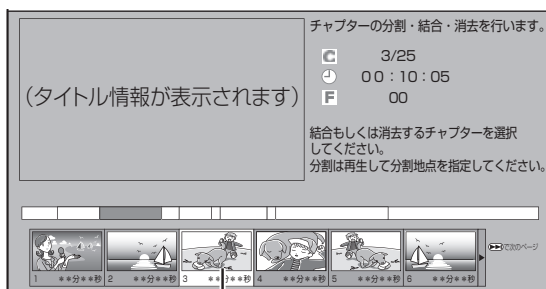 チャプターの分割・結合・消去を行います。
(タイトル情報が表示されます)
C 3/25
00：10：05
F 00
結合もしくは消去するチャプターを選択
してください。
分割は再生して分割地点を指定してください。
で次のページ
1 **分**秒 2 **分**秒 3 **分**秒 4 **分**秒 5 **分**秒 6 **分**秒